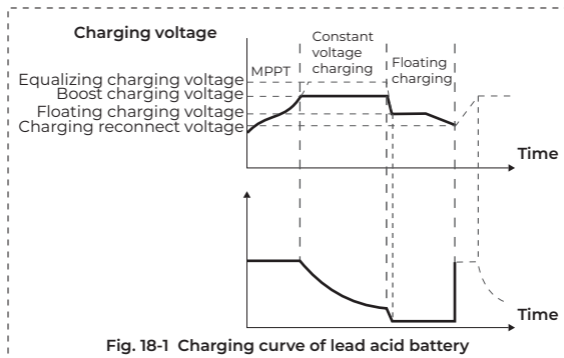 Charging voltage
Constant
voltage
charging
MPPT
Floating
charging
Equalizing charging voltage
Boost charging voltage
Floating charging voltage
Charging reconnect voltage
Time
Time
Fig. 18-1 Charging curve of lead acid battery